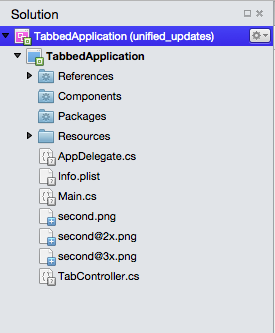 Solution
TabbedApplication (unified_updates)
TabbedApplication
References
Components
Packages
Resources
AppDelegate.cs
Info.plist
Main.cs
second.png
second@2x.png
second@3x.png
TabController.cs